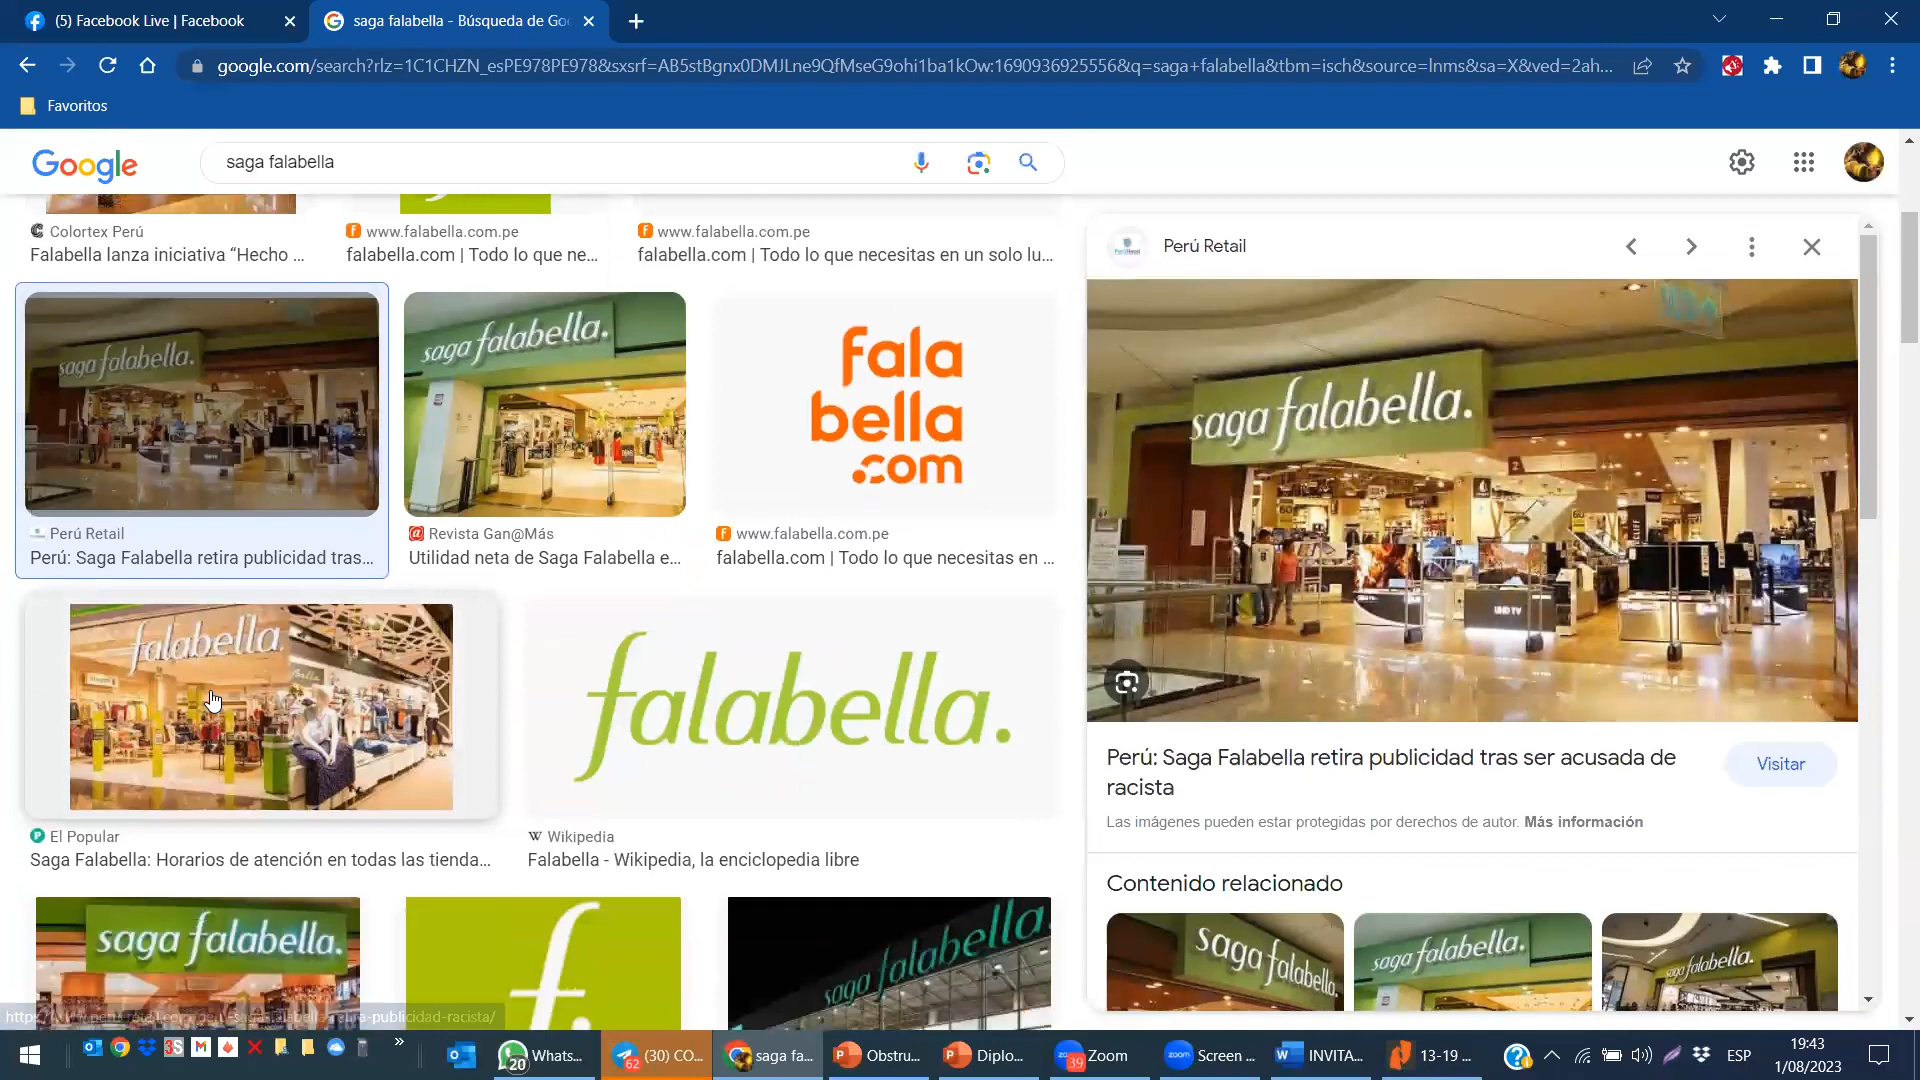 (5) Facebook Live | Facebook
saga falabella - Búsqueda de Goo
google.com/search?rlz=1C1CHZN_esPE978PE978&sxsrf=AB5stBgnx0DMJLne9QfMseG9ohi1ba1kOw:1690936925556&q=saga+falabella&tbm=isch&source=lnms&sa=X&ved=2ah...
Favoritos
Google
saga falabella
Colortex Perú
Falabella lanza iniciativa “Hecho ...
www.falabella.com.pe
falabella.com | Todo lo que ne...
www.falabella.com.pe
falabella.com | Todo lo que necesitas en un solo lu...
saga falabella.
saga falabella.
fala
bella
.com
Perú Retail
Perú: Saga Falabella retira publicidad tras...
Revista Gan@Más
Utilidad neta de Saga Falabella e...
www.falabella.com.pe
falabella.com | Todo lo que necesitas en ...
falabella.
falabella.
El Popular
Saga Falabella: Horarios de atención en todas las tienda...
Wikipedia
Falabella - Wikipedia, la enciclopedia libre
saga falabella.
f.
saga falabella.
Perú Retail
saga falabella.
UHD TV
Perú: Saga Falabella retira publicidad tras ser acusada de
racista
Visitar
Las imágenes pueden estar protegidas por derechos de autor. Más información
Contenido relacionado
saga falabella.
saga falabella.
saga falabella.
20
Whats...
62
(30) CO...
saga fa...
Obstru...
Diplo...
39
Zoom
zoom
Screen ...
INVITA...
13-19 ...
ESP
19:43
1/08/2023